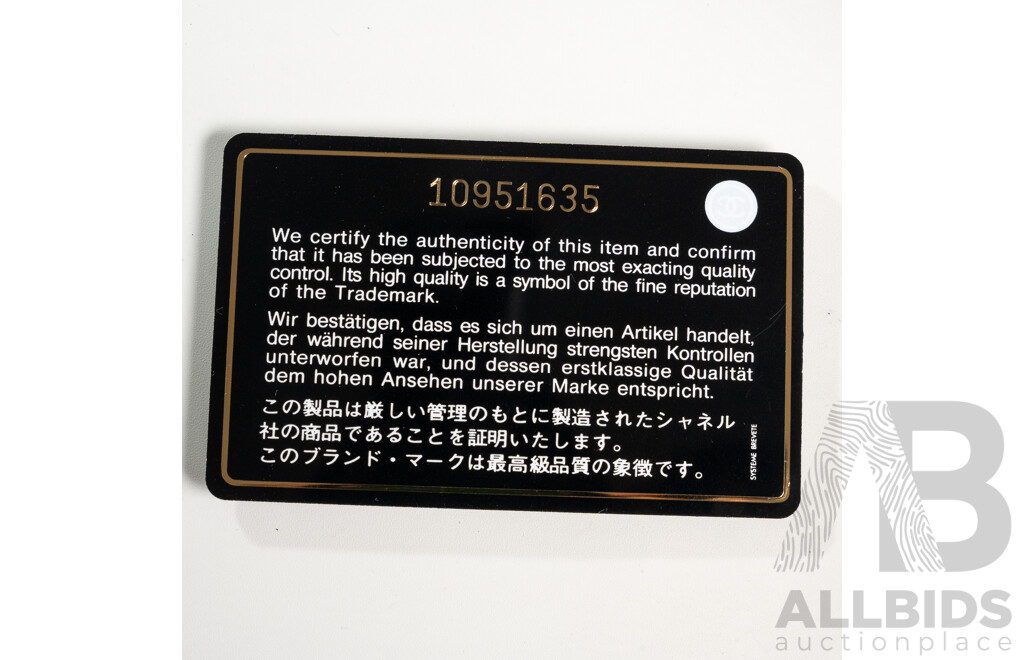 10951635
We certify the authenticity of this item and confirm
that it has been subjected to the most exacting quality
control. Its high quality is a symbol of the fine reputation
of the Trademark.
Wir bestätigen, dass es sich um einen Artikel handelt,
der während seiner Herstellung strengsten Kontrollen
unterworfen war, und dessen erstklassige Qualität
dem hohen Ansehen unserer Marke entspricht.
この製品は厳しい管理のもとに製造されたシャネル
社の商品であることを証明いたします。
このブランド・マークは最高級品質の象徴です。
SYSTEME BREVETE
AB
ALLBIDS
auctionplace